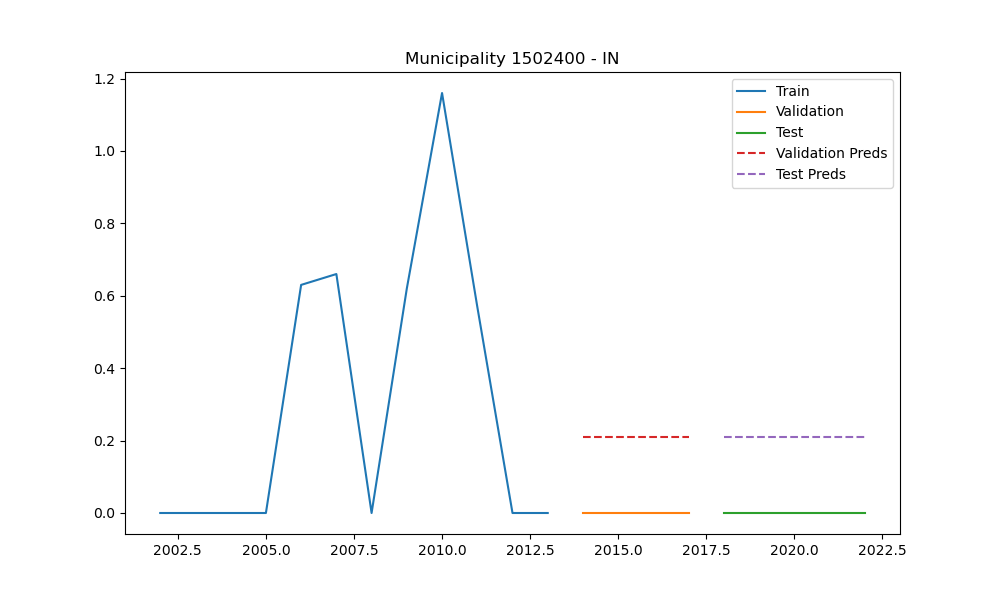 Municipality 1502400 - IN
1.2
1.0
0.8
0.6
0.4
0.2
0.0
Train
Validation
Test
Validation Preds
Test Preds
2002.5 2005.0 2007.5 2010.0 2012.5 2015.0 2017.5 2020.0 2022.5